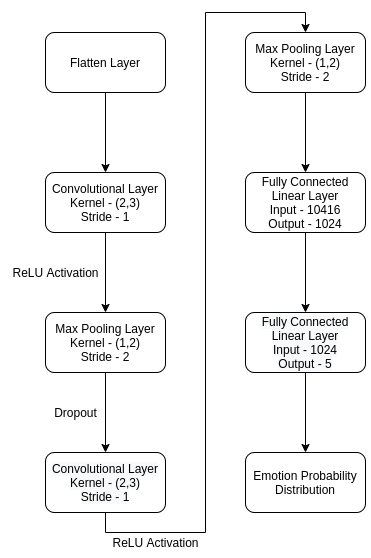 Flatten Layer
Convolutional Layer
Kernel - (2,3)
Stride - 1
ReLU Activation
Max Pooling Layer
Kernel - (1,2)
Stride - 2
Dropout
Convolutional Layer
Kernel - (2,3)
Stride - 1
ReLU Activation
Max Pooling Layer
Kernel - (1,2)
Stride - 2
Fully Connected
Linear Layer
Input - 10416
Output - 1024
Fully Connected
Linear Layer
Input - 1024
Output - 5
Emotion Probability
Distribution